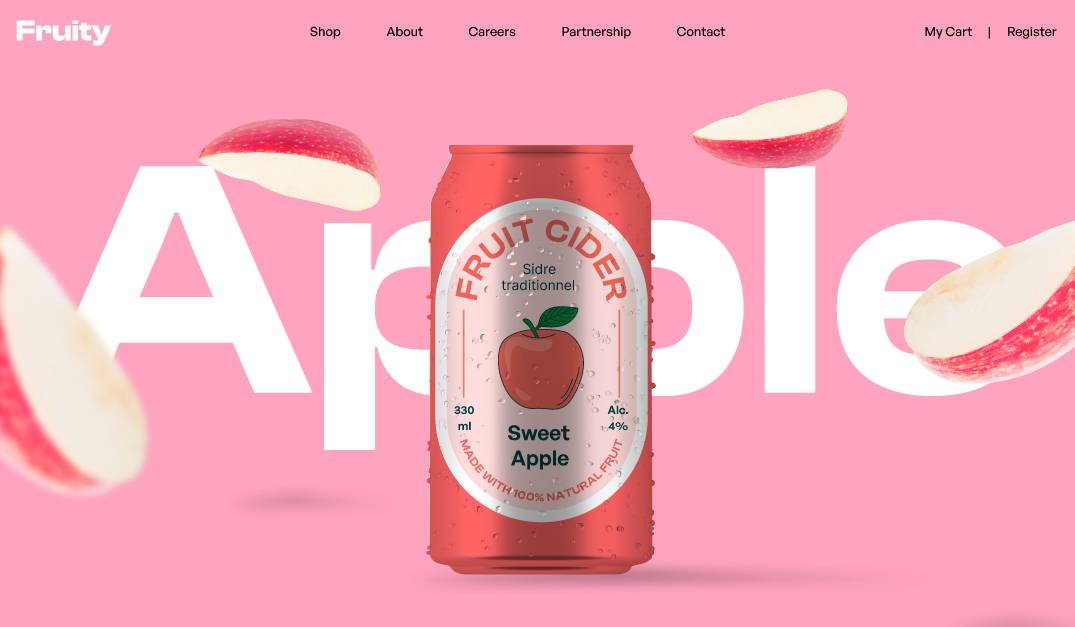 Fruity
Shop
About
Careers
Partnership
Contact
My Cart | Register
Apple
FRUIT CIDER
Sidre
traditionnel
330
ml
Alc.
4%
Sweet
Apple
MADE WITH 100% NATURAL FRUIT